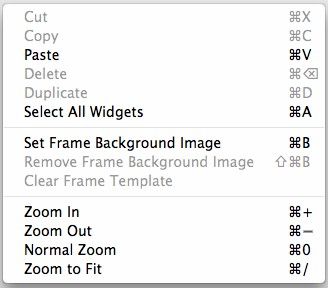 Cut ⌘X
Copy ⌘C
Paste ⌘V
Delete ⌘⌫
Duplicate ⌘D
Select All Widgets ⌘A
Set Frame Background Image ⌘B
Remove Frame Background Image ⇧⌘B
Clear Frame Template
Zoom In ⌘+
Zoom Out ⌘−
Normal Zoom ⌘0
Zoom to Fit ⌘/